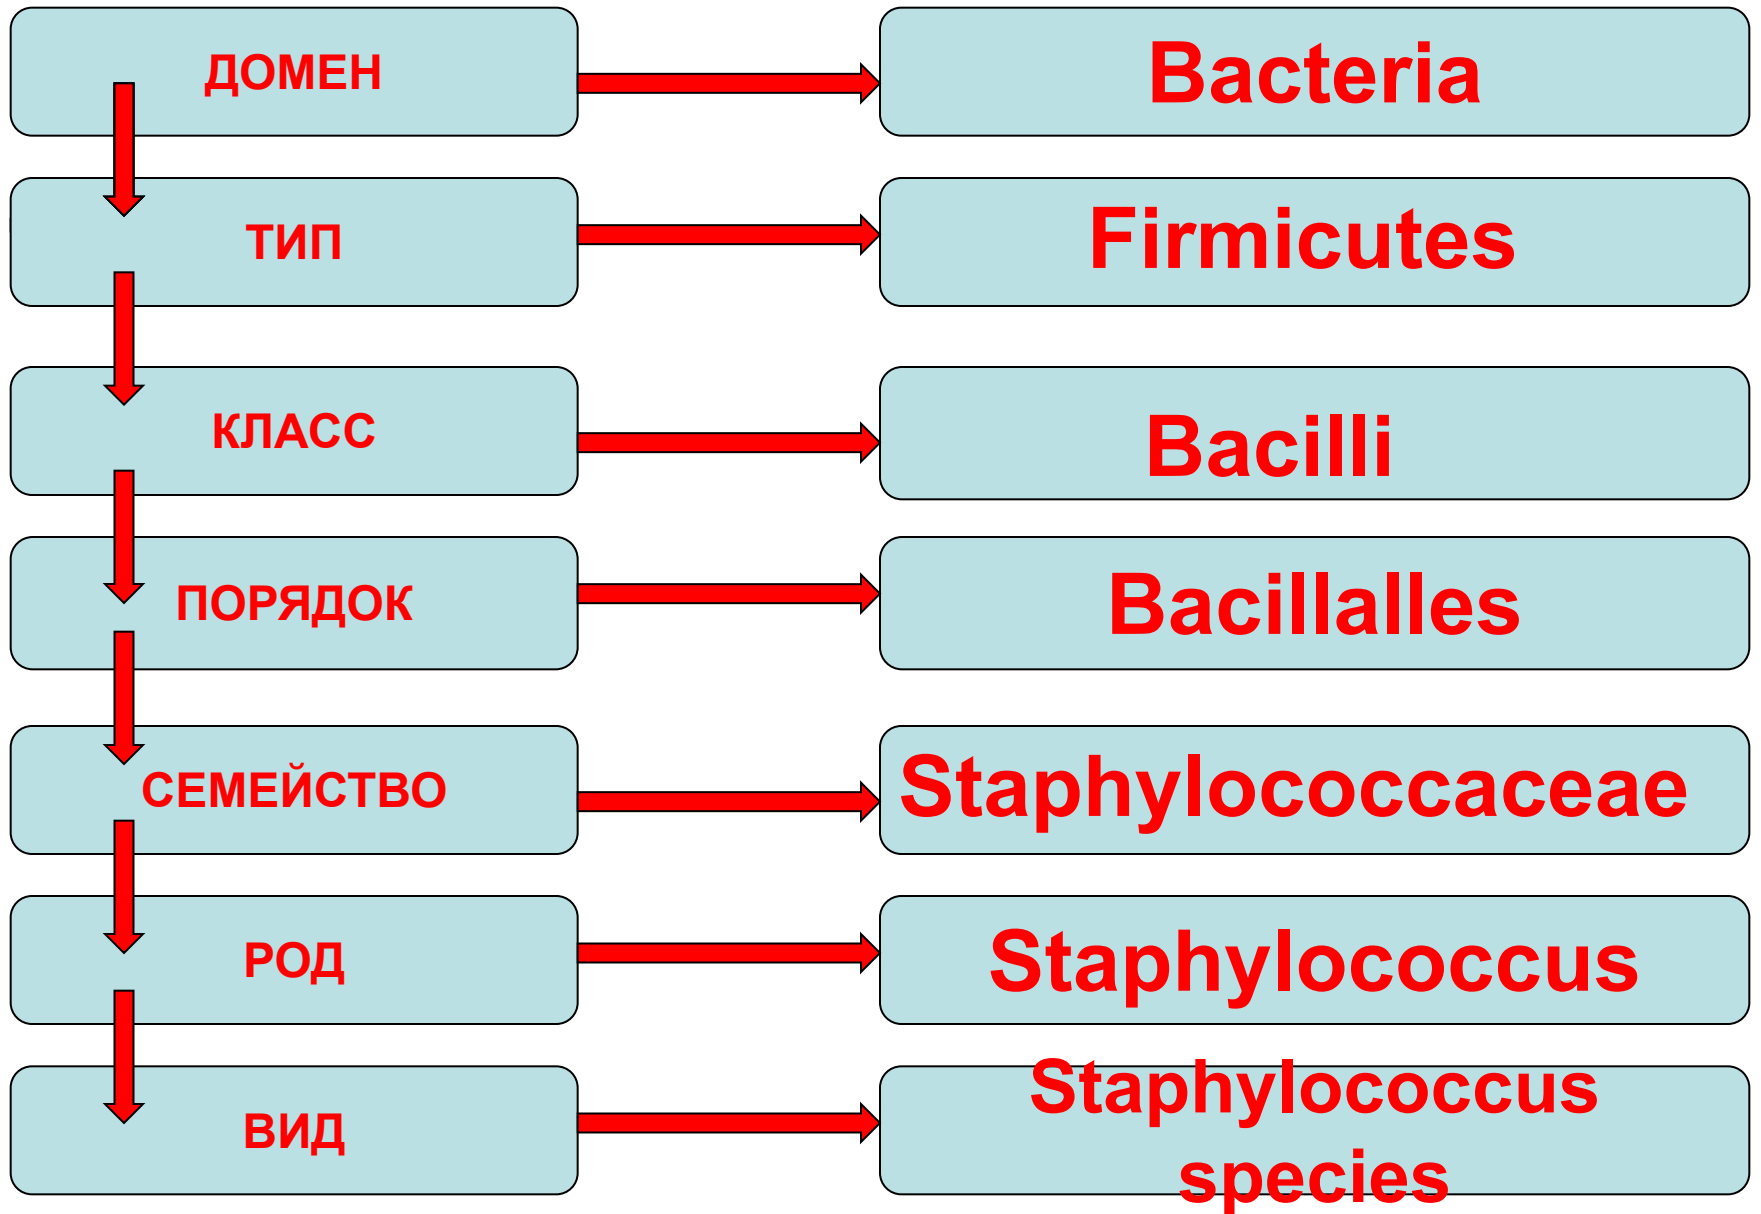 ДОМЕН
Bacteria
ТИП
Firmicutes
КЛАСС
Bacilli
ПОРЯДОК
Bacillalles
СЕМЕЙСТВО
Staphylococcaceae
РОД
Staphylococcus
ВИД
Staphylococcus
species